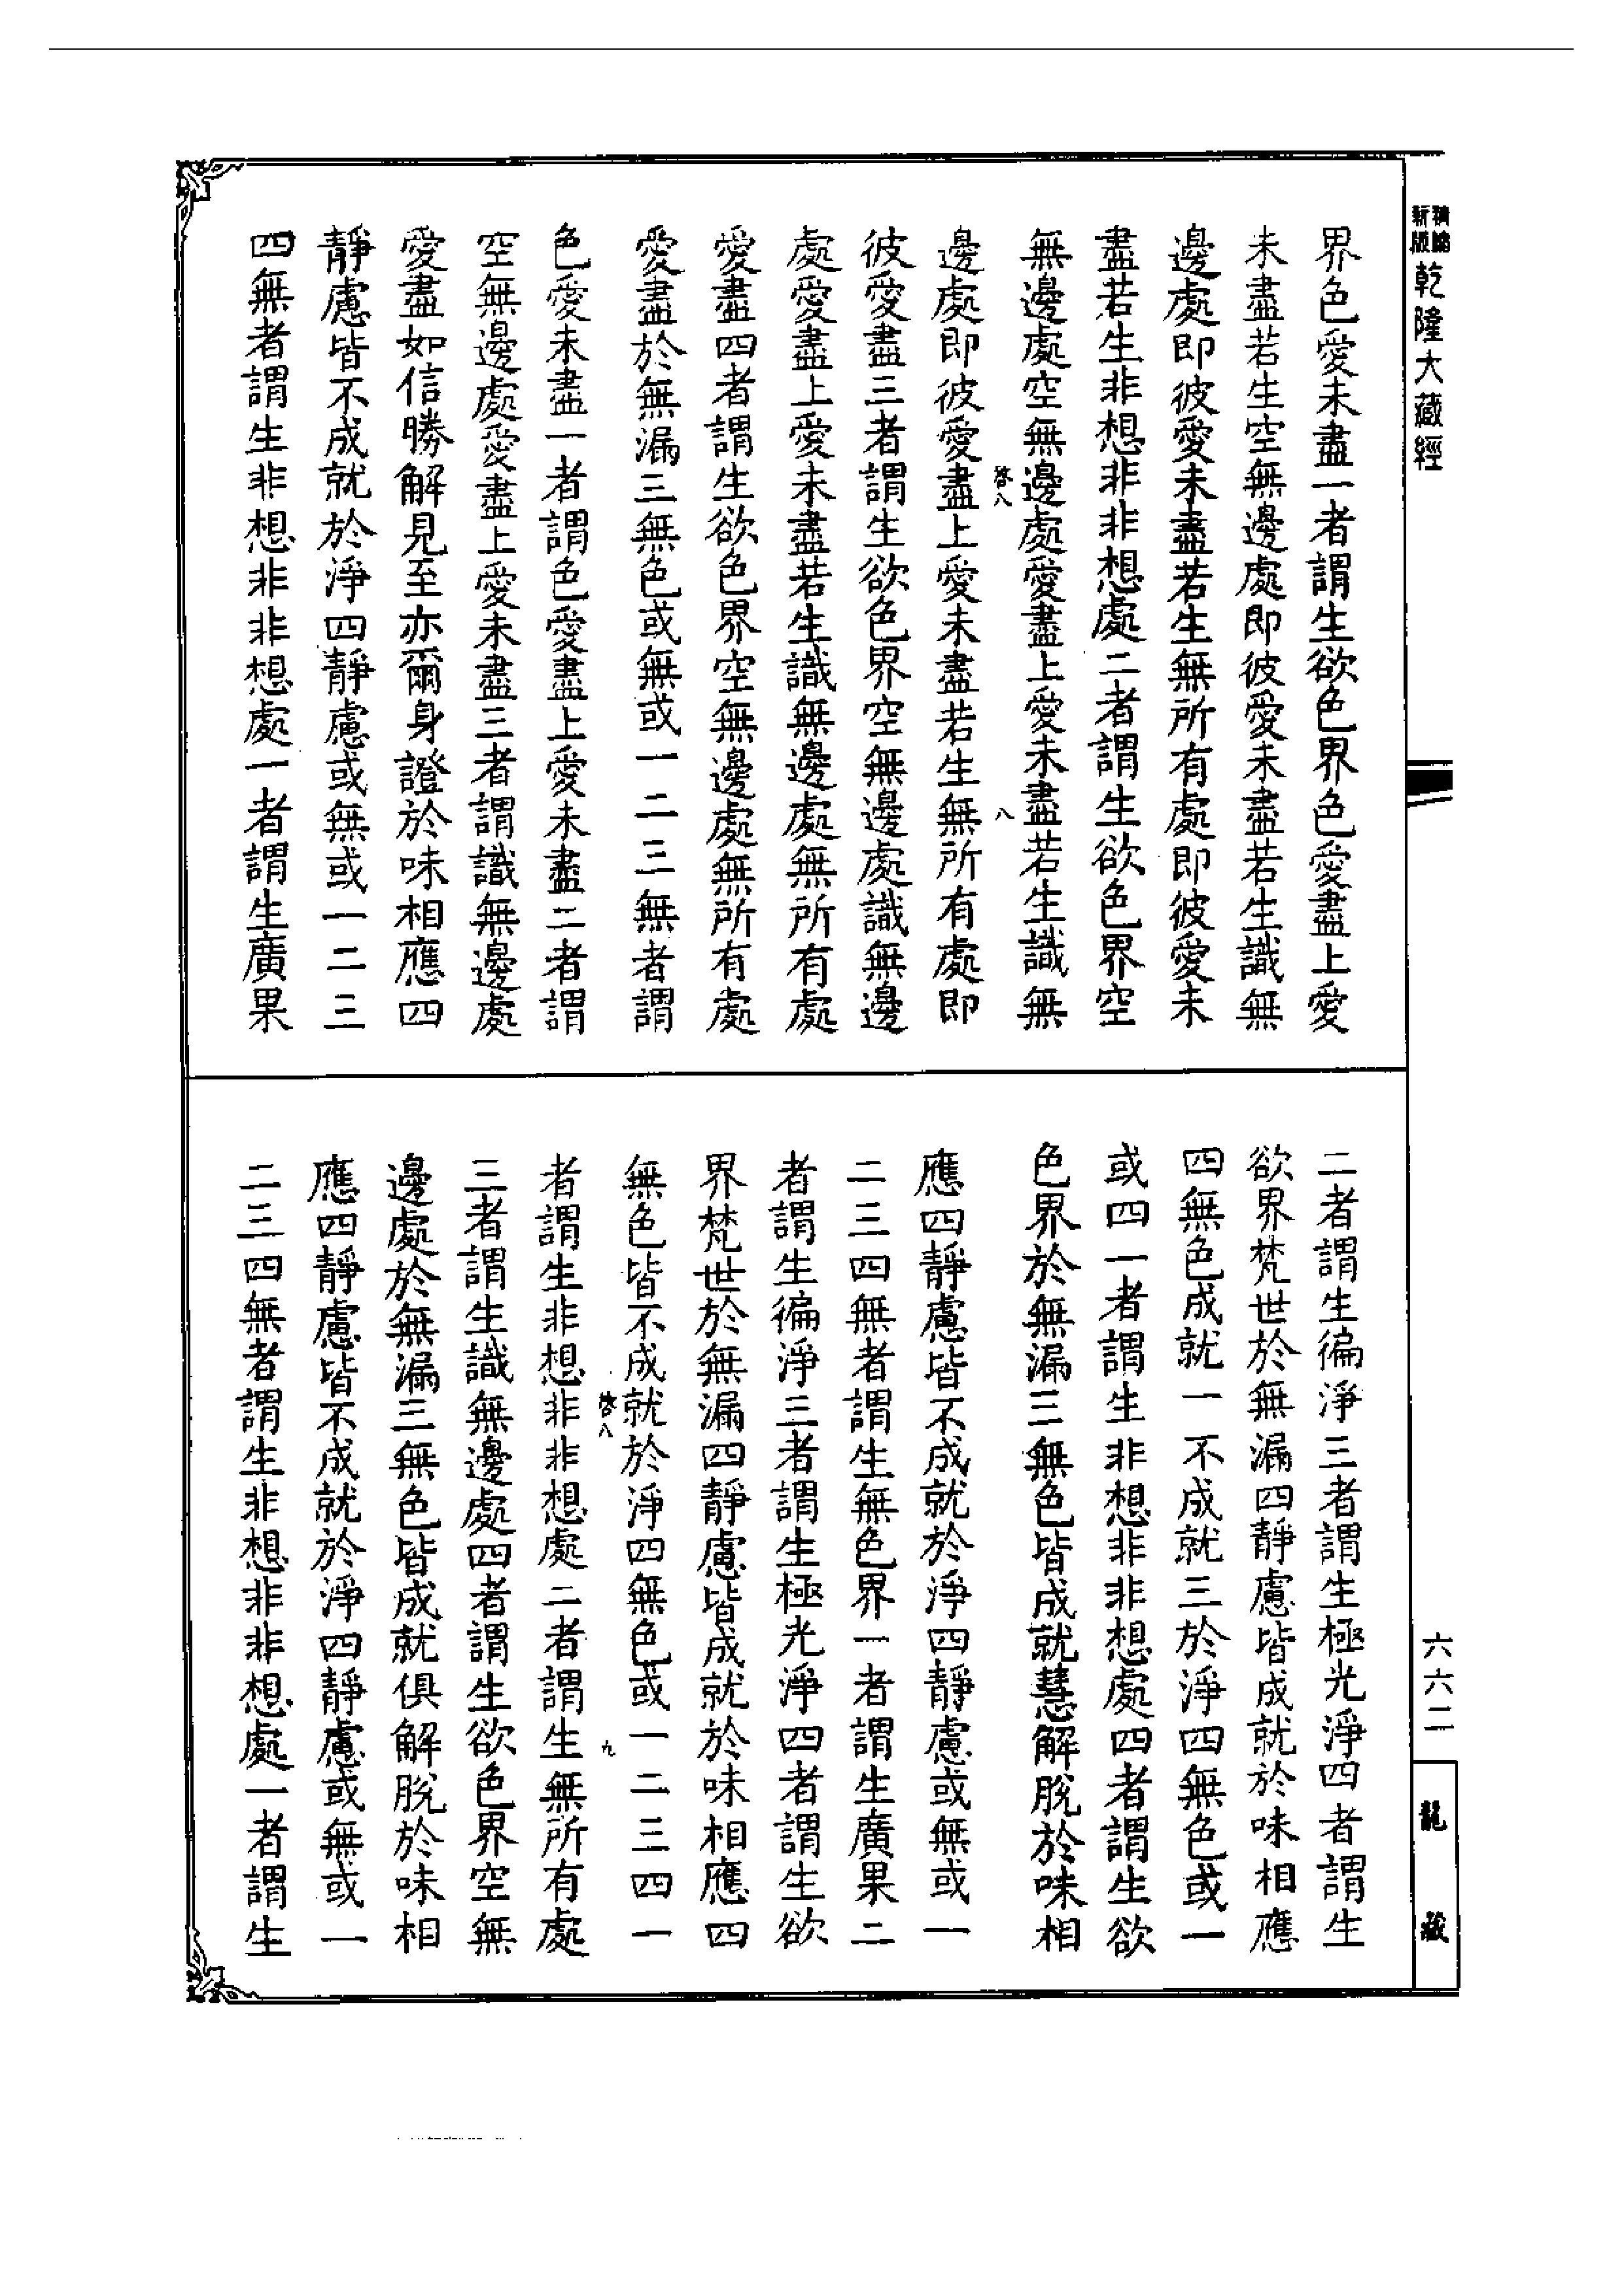 新版精縮乾隆大藏經
界色愛未盡一者謂生欲色界色愛盡上愛
未盡若生空無邊處即彼愛未盡若生識無
邊處即彼愛未盡若生無所有處即彼愛未
盡若生非想非非想處二者謂生欲色界空
無邊處空無邊處愛盡上愛未盡若生識無
啓八
八
邊處即彼愛盡上愛未盡若生無所有處即
彼愛盡三者謂生欲色界空無邊處識無邊
處愛盡上愛未盡若生識無邊處無所有處
愛盡四者謂生欲色界空無邊處無所有處
愛盡於無漏三無色或無或一二三無者謂
色愛未盡一者謂色愛盡上愛未盡二者謂
空無邊處愛盡上愛未盡三者謂識無邊處
愛盡如信勝解見至亦爾身證於味相應四
靜慮皆不成就於淨四靜慮或無或一二三
四無者謂生非想非非想處一者謂生廣果
二者謂生徧淨三者謂生極光淨四者謂生
欲界梵世於無漏四靜慮皆成就於味相應
四無色成就一不成就三於淨四無色或一
或四一者謂生非想非非想處四者謂生欲
色界於無漏三無色皆成就慧解脫於味相
應四靜慮皆不成就於淨四靜慮或無或一
二三四無者謂生無色界一者謂生廣果二
者謂生徧淨三者謂生極光淨四者謂生欲
界梵世於無漏四靜慮皆成就於味相應四
無色皆不成就於淨四無色或一二三四一
啓八
九
者謂生非想非非想處二者謂生無所有處
三者謂生識無邊處四者謂生欲色界空無
邊處於無漏三無色皆成就俱解脫於味相
應四靜慮皆不成就於淨四靜慮或無或一
二三四無者謂生非想非非想處一者謂生
六六二
龍藏